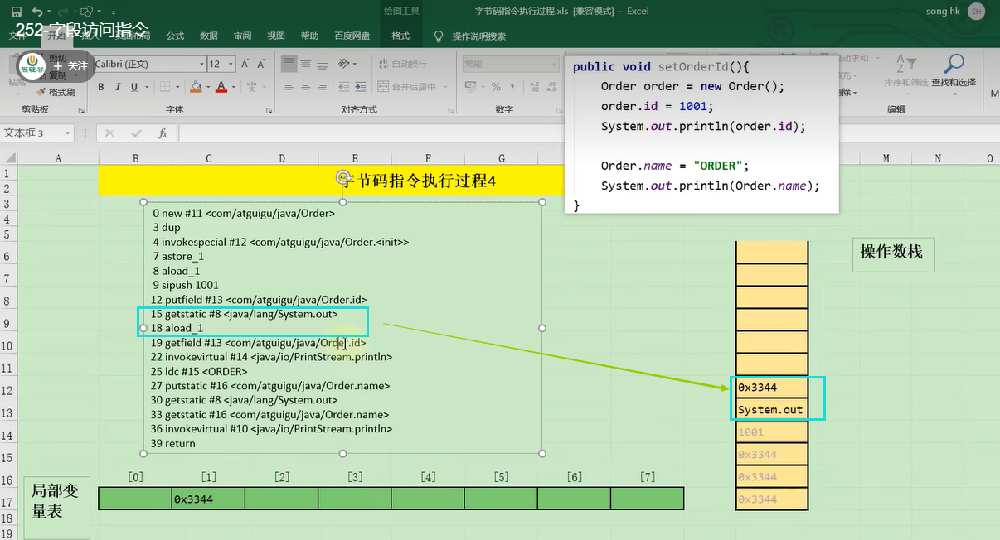 字节码指令执行过程.xls [兼容模式] - Excel
绘图工具
song hk
SH
252-字段访问指令
文件 开始 插入 页面布局 公式 数据 审阅 视图 帮助 百度网盘 格式 操作说明搜索
尚硅谷
+ 关注
粘贴
剪切
复制
格式刷
剪贴板
Calibri (正文)
12
B I U
字体
自动换行
合并后居中
对齐方式
常规
数字
自动求和
排序和筛选
查找和选择
编辑
文本框 3
fx
A B C D E F G M N O
1
2
3
4
5
6
7
8
9
10
11
12
13
14
15
16
17
18
19
字节码指令执行过程4
public void setOrderId(){
Order order = new Order();
order.id = 1001;
System.out.println(order.id);
Order.name = "ORDER";
System.out.println(Order.name);
}
0 new #11 <com/atguigu/java/Order>
3 dup
4 invokespecial #12 <com/atguigu/java/Order.<init>>
7 astore_1
8 aload_1
9 sipush 1001
12 putfield #13 <com/atguigu/java/Order.id>
15 getstatic #8 <java/lang/System.out>
18 aload_1
19 getfield #13 <com/atguigu/java/Order.id>
22 invokevirtual #14 <java/io/PrintStream.println>
25 ldc #15 <ORDER>
27 putstatic #16 <com/atguigu/java/Order.name>
30 getstatic #8 <java/lang/System.out>
33 getstatic #16 <com/atguigu/java/Order.name>
36 invokevirtual #10 <java/io/PrintStream.println>
39 return
操作数栈
0x3344
System.out
1001
0x3344
0x3344
0x3344
[0] [1] [2] [3] [4] [5] [6] [7]
局部变
量表
0x3344